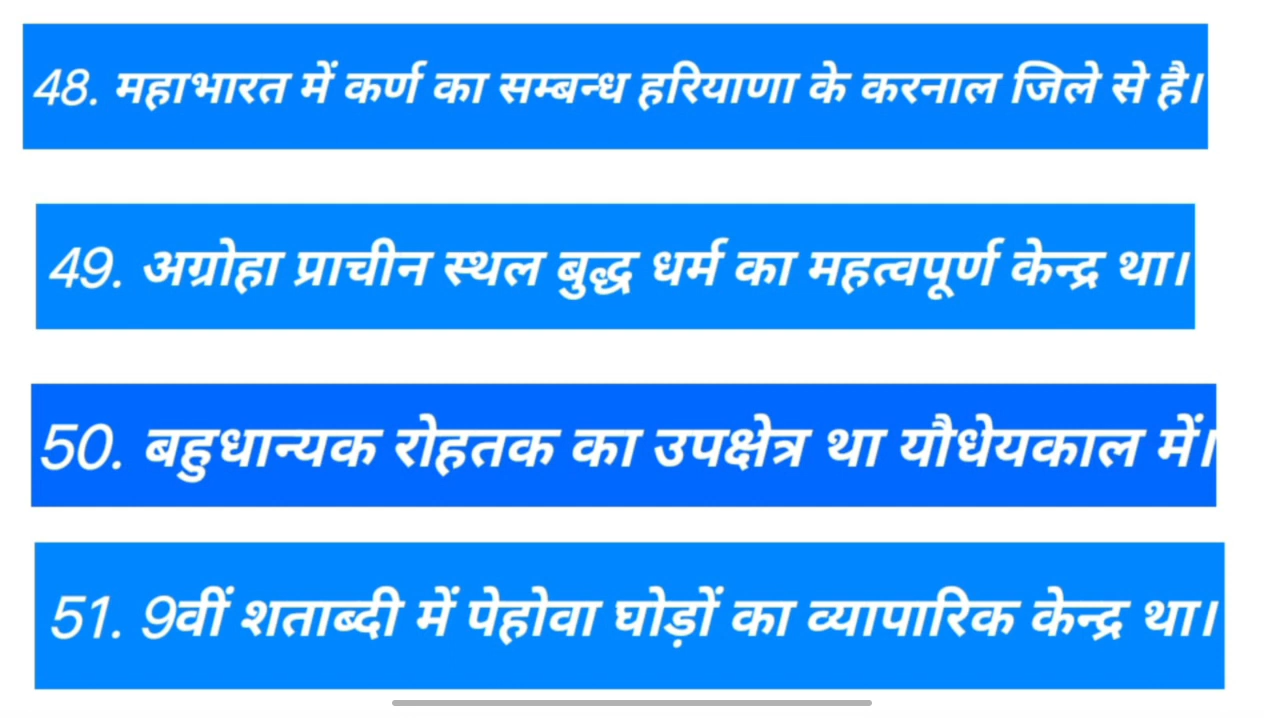 48. महाभारत में कर्ण का सम्बन्ध हरियाणा के करनाल जिले से है।
49. अग्रोहा प्राचीन स्थल बुद्ध धर्म का महत्वपूर्ण केन्द्र था।
50. बहुधान्यक रोहतक का उपक्षेत्र था यौधेयकाल में।
51. 9वीं शताब्दी में पेहोवा घोड़ों का व्यापारिक केन्द्र था।